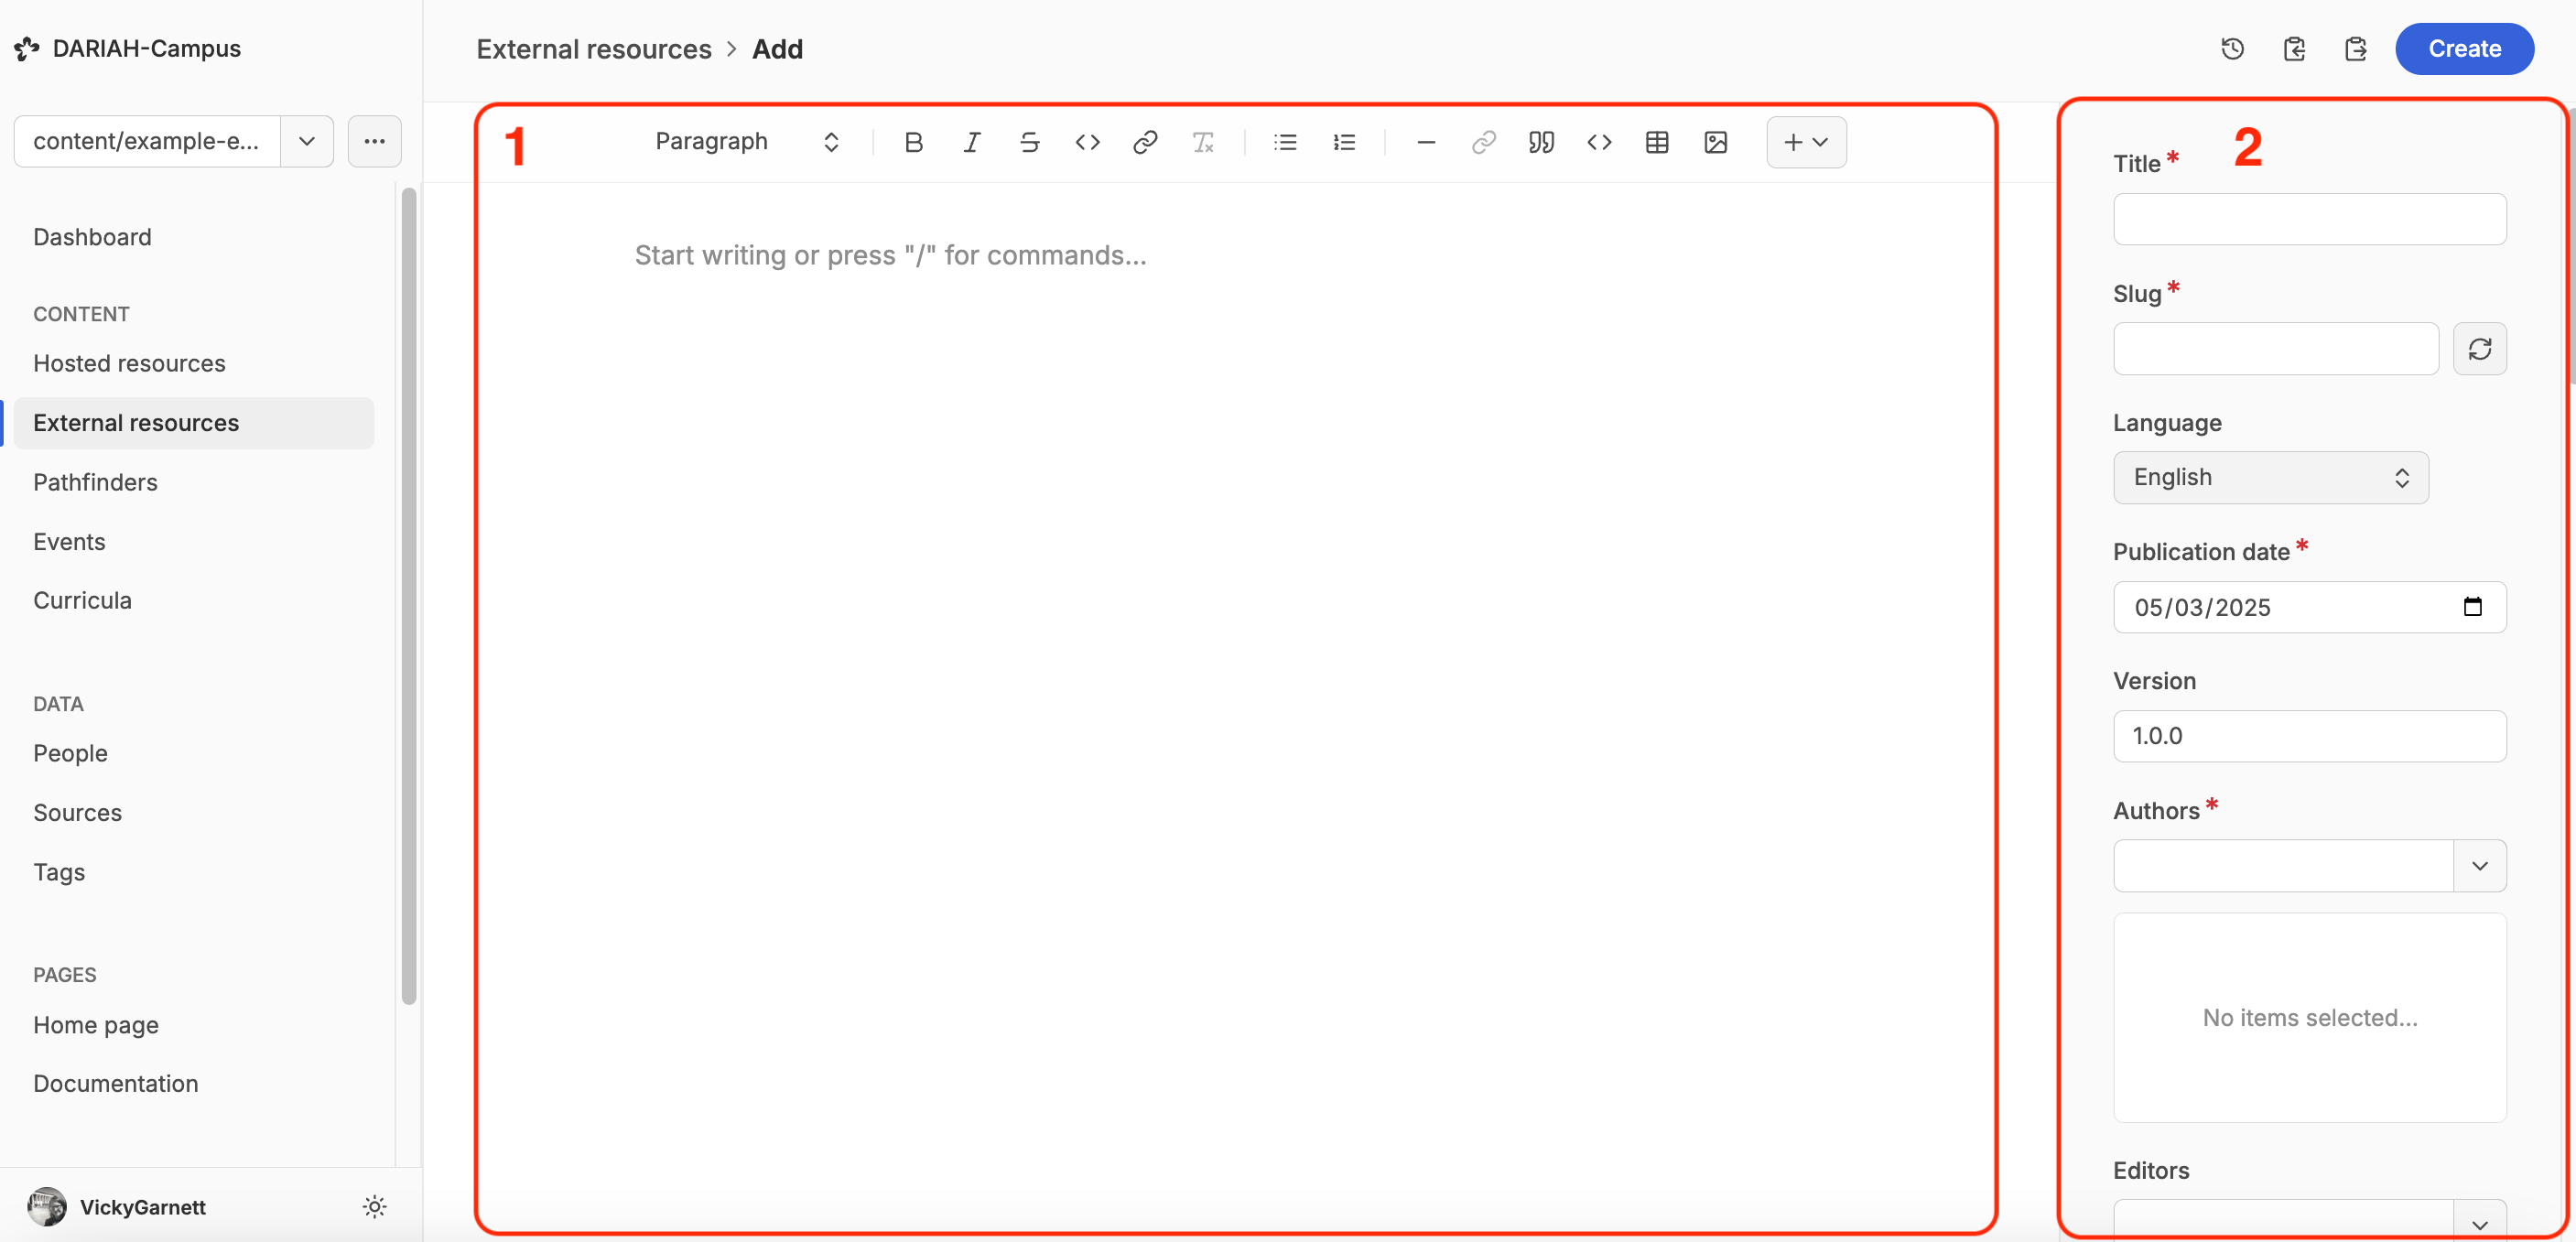 DARIAH-Campus
External resources > Add
Create
content/example-e...
Dashboard
CONTENT
Hosted resources
External resources
Pathfinders
Events
Curricula
DATA
People
Sources
Tags
PAGES
Home page
Documentation
VickyGarnett
1
Paragraph
Start writing or press "/" for commands...
2
Title *
Slug *
Language
English
Publication date *
05/03/2025
Version
1.0.0
Authors *
No items selected...
Editors